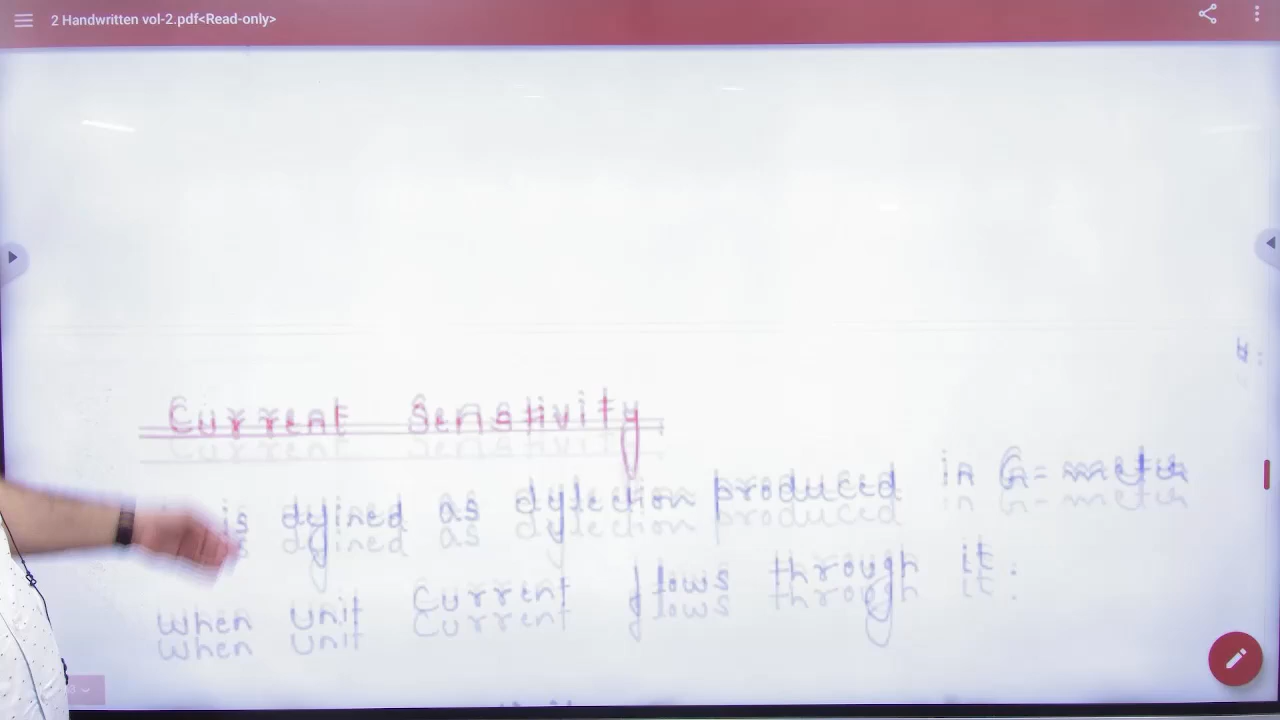 2 Handwritten vol-2.pdf<Read-only>
Current Senstivity
is defined as deflection produced in G-meter
when unit current flows through it.